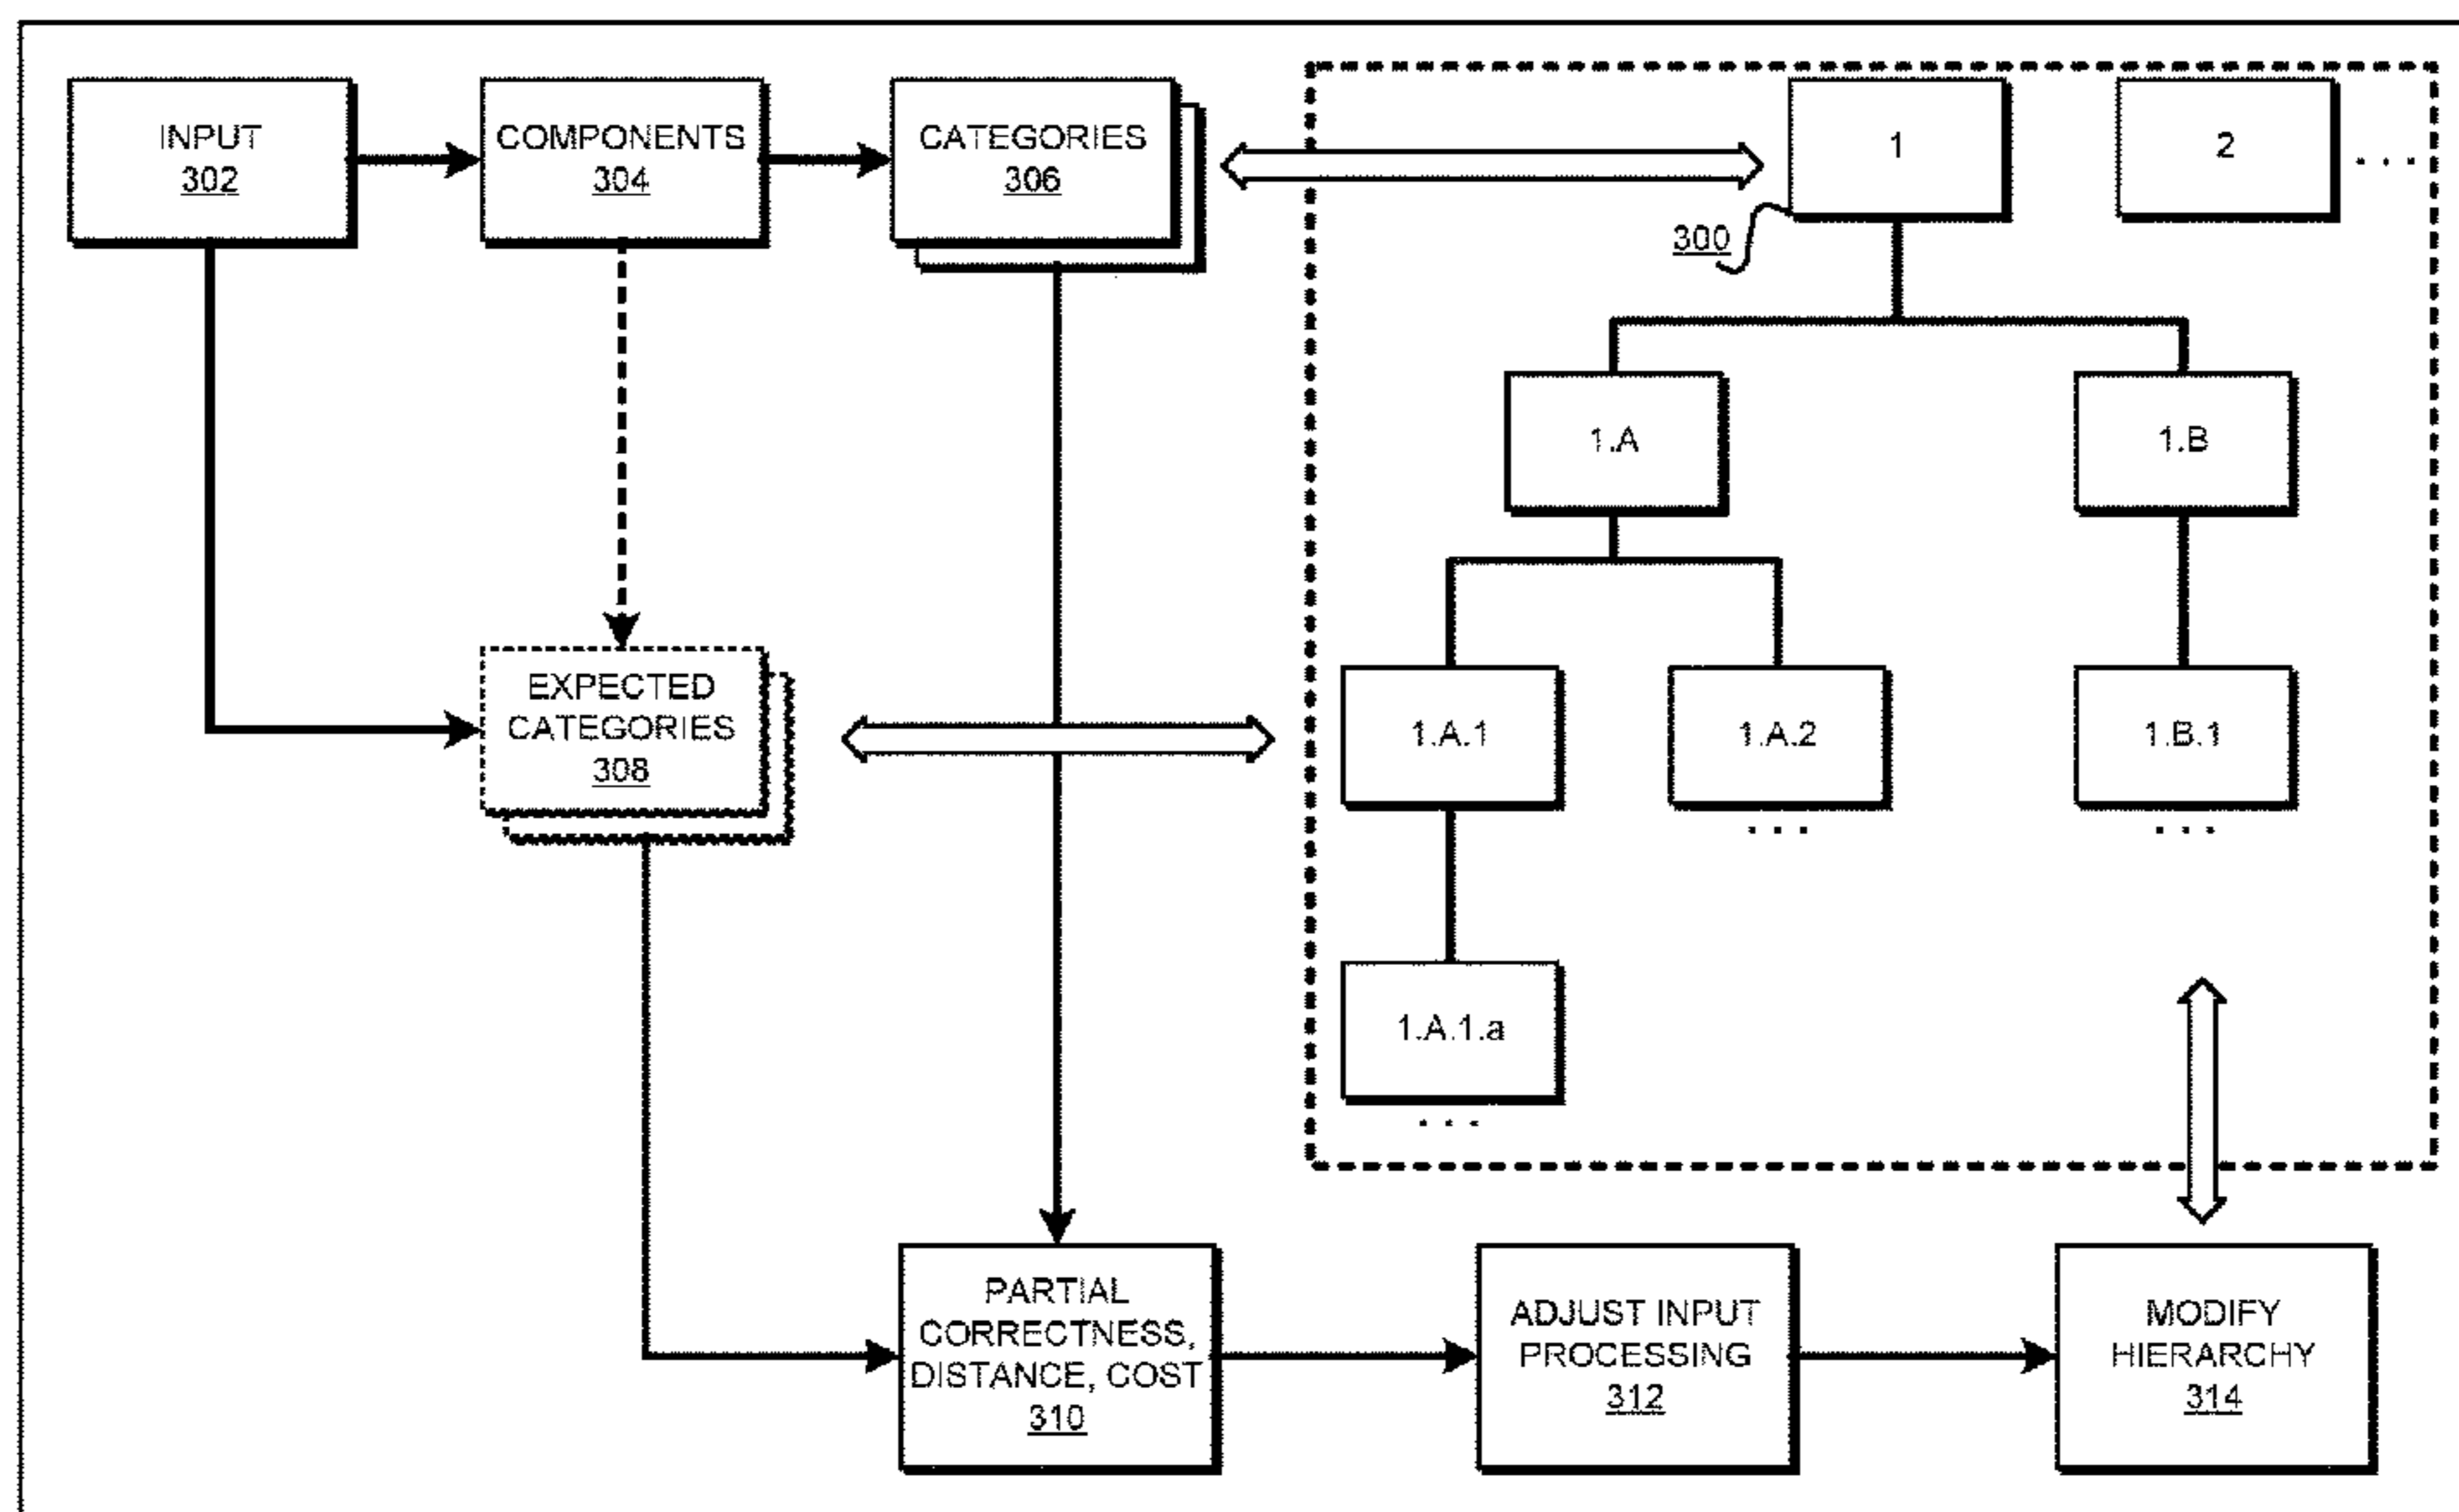 INPUT
302
COMPONENTS
304
CATEGORIES
306
1
2
. . .
300
1.A
1.B
EXPECTED
CATEGORIES
308
1.A.1
1.A.2
1.B.1
. . .
. . .
1.A.1.a
. . .
PARTIAL
CORRECTNESS,
DISTANCE, COST
310
ADJUST INPUT
PROCESSING
312
MODIFY
HIERARCHY
314